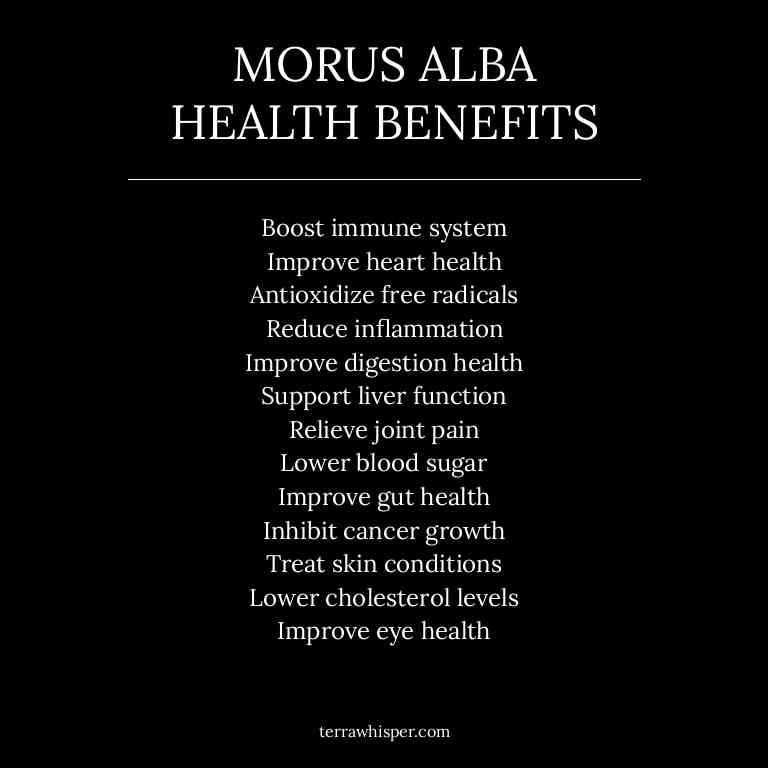 MORUS ALBA
HEALTH BENEFITS
Boost immune system
Improve heart health
Antioxidize free radicals
Reduce inflammation
Improve digestion health
Support liver function
Relieve joint pain
Lower blood sugar
Improve gut health
Inhibit cancer growth
Treat skin conditions
Lower cholesterol levels
Improve eye health
terrawhisper.com